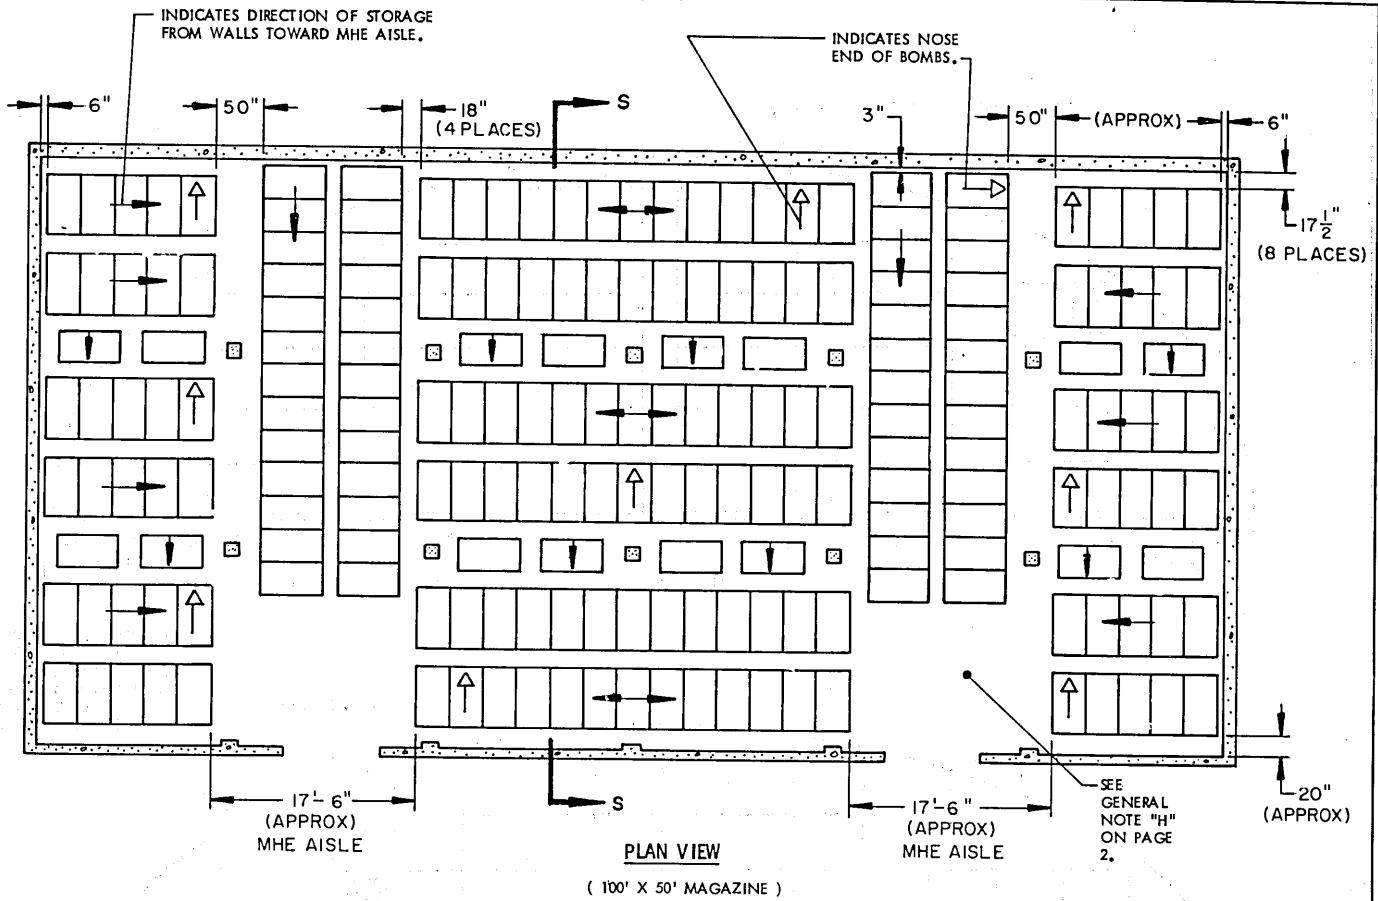 INDICATES DIRECTION OF STORAGE
FROM WALLS TOWARD MHE AISLE.
INDICATES NOSE
END OF BOMBS.
6"
50"
18"
(4 PLACES)
S
3"
50"
(APPROX)
6"
17 1/2"
(8 PLACES)
17'-6"
(APPROX)
MHE AISLE
S
17'-6"
(APPROX)
MHE AISLE
SEE
GENERAL
NOTE "H"
ON PAGE
2.
20"
(APPROX)
PLAN VIEW
( 100' X 50' MAGAZINE )